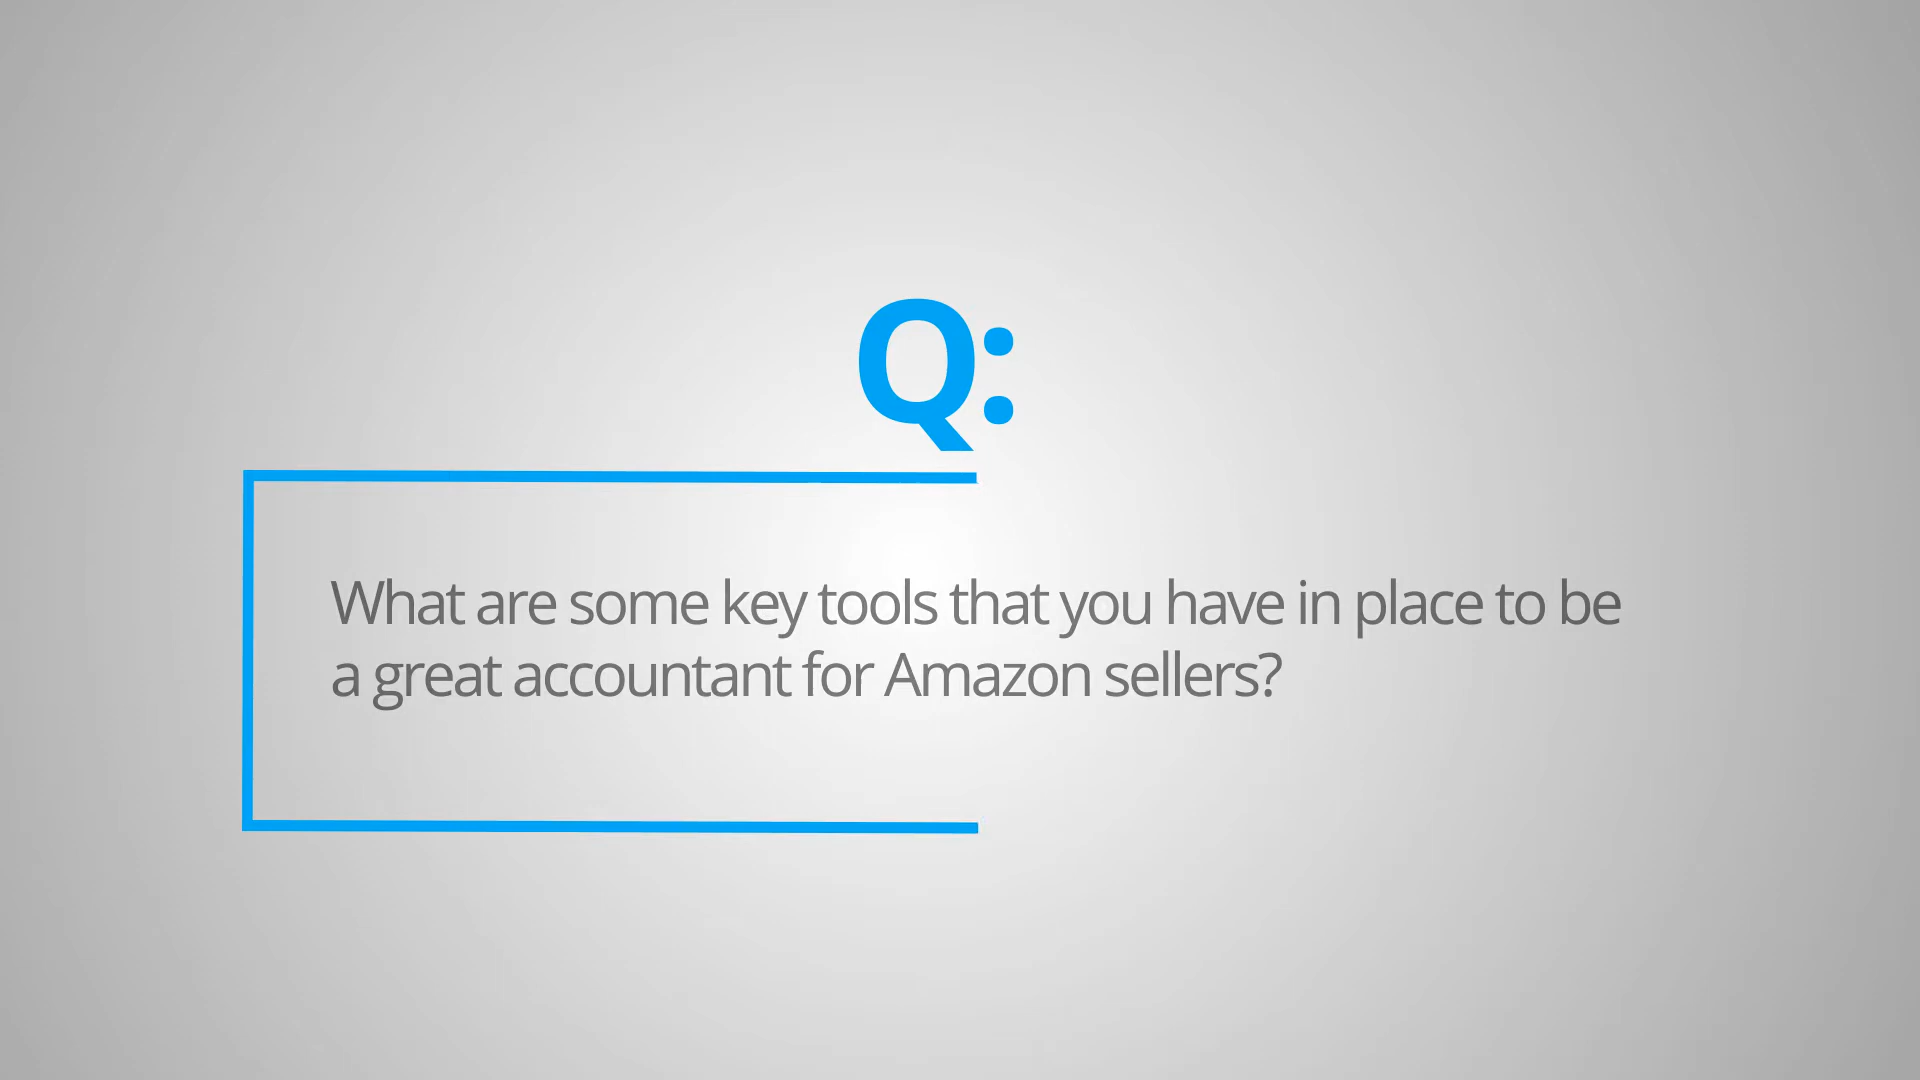 Q:
What are some key tools that you have in place to be
a great accountant for Amazon sellers?